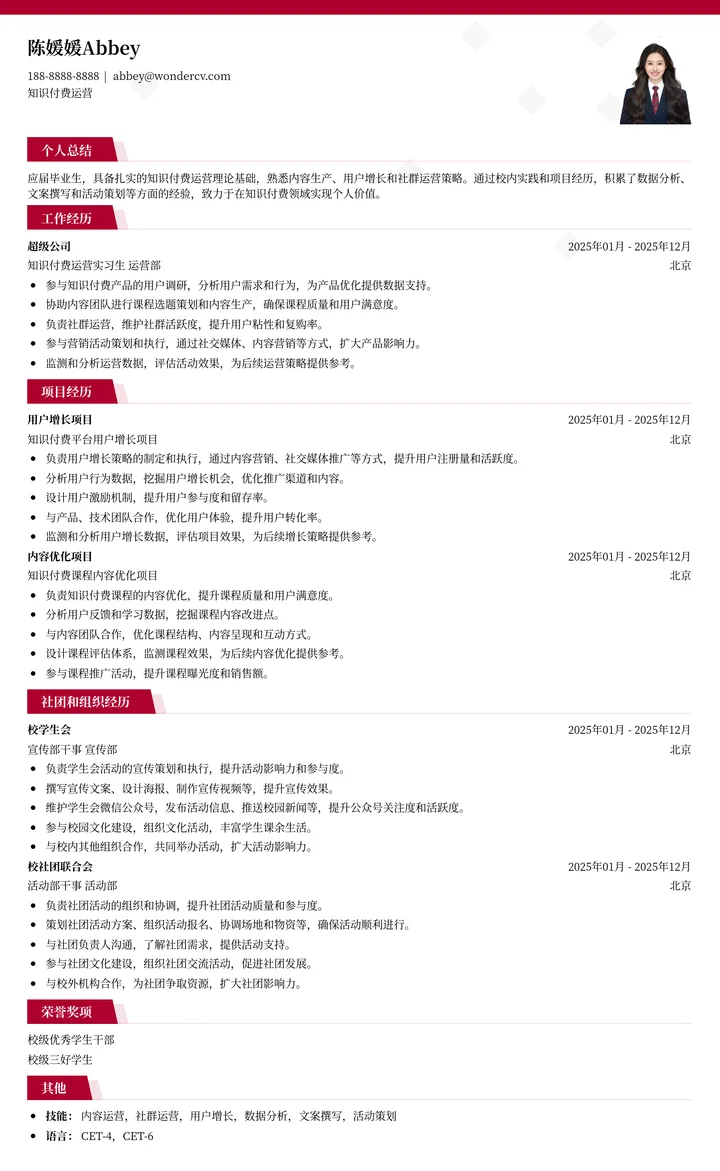 陈媛媛Abbey
188-8888-8888 | abbey@wondercv.com
知识付费运营
个人总结
应届毕业生，具备扎实的知识付费运营理论基础，熟悉内容生产、用户增长和社群运营策略。通过校内实践和项目经历，积累了数据分析、
文案撰写和活动策划等方面的经验，致力于在知识付费领域实现个人价值。
工作经历
超级公司 2025年01月 - 2025年12月
知识付费运营实习生 运营部 北京
• 参与知识付费产品的用户调研，分析用户需求和行为，为产品优化提供数据支持。
• 协助内容团队进行课程选题策划和内容生产，确保课程质量和用户满意度。
• 负责社群运营，维护社群活跃度，提升用户粘性和复购率。
• 参与营销活动策划和执行，通过社交媒体、内容营销等方式，扩大产品影响力。
• 监测和分析运营数据，评估活动效果，为后续运营策略提供参考。
项目经历
用户增长项目 2025年01月 - 2025年12月
知识付费平台用户增长项目 北京
• 负责用户增长策略的制定和执行，通过内容营销、社交媒体推广等方式，提升用户注册量和活跃度。
• 分析用户行为数据，挖掘用户增长机会，优化推广渠道和内容。
• 设计用户激励机制，提升用户参与度和留存率。
• 与产品、技术团队合作，优化用户体验，提升用户转化率。
• 监测和分析用户增长数据，评估项目效果，为后续增长策略提供参考。
内容优化项目 2025年01月 - 2025年12月
知识付费课程内容优化项目 北京
• 负责知识付费课程的内容优化，提升课程质量和用户满意度。
• 分析用户反馈和学习数据，挖掘课程内容改进点。
• 与内容团队合作，优化课程结构、内容呈现和互动方式。
• 设计课程评估体系，监测课程效果，为后续内容优化提供参考。
• 参与课程推广活动，提升课程曝光度和销售额。
社团和组织经历
校学生会 2025年01月 - 2025年12月
宣传部干事 宣传部 北京
• 负责学生会活动的宣传策划和执行，提升活动影响力和参与度。
• 撰写宣传文案、设计海报、制作宣传视频等，提升宣传效果。
• 维护学生会微信公众号，发布活动信息、推送校园新闻等，提升公众号关注度和活跃度。
• 参与校园文化建设，组织文化活动，丰富学生课余生活。
• 与校内其他组织合作，共同举办活动，扩大活动影响力。
校社团联合会 2025年01月 - 2025年12月
活动部干事 活动部 北京
• 负责社团活动的组织和协调，提升社团活动质量和参与度。
• 策划社团活动方案、组织活动报名、协调场地和物资等，确保活动顺利进行。
• 与社团负责人沟通，了解社团需求，提供活动支持。
• 参与社团文化建设，组织社团交流活动，促进社团发展。
• 与校外机构合作，为社团争取资源，扩大社团影响力。
荣誉奖项
校级优秀学生干部
校级三好学生
其他
• 技能： 内容运营，社群运营，用户增长，数据分析，文案撰写，活动策划
• 语言： CET-4，CET-6